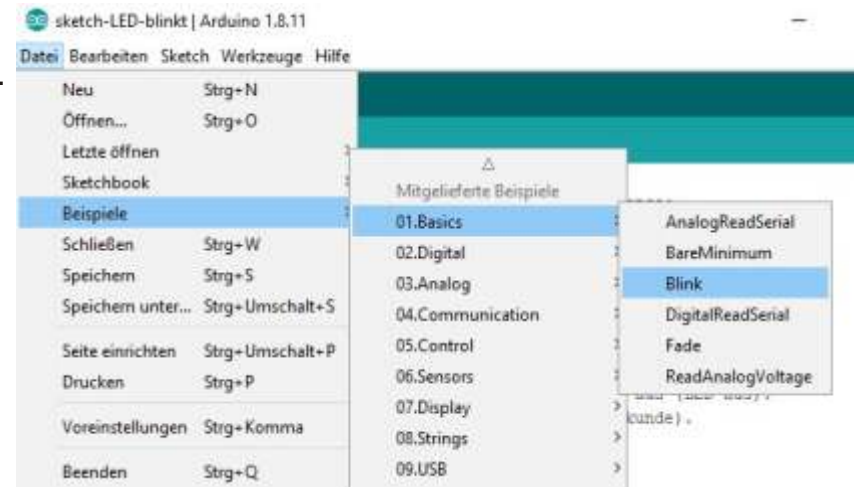 sketch-LED-blinkt | Arduino 1.8.11
Datei Bearbeiten Sketch Werkzeuge Hilfe
Neu Strg+N
Öffnen... Strg+O
Letzte öffnen
Sketchbook
Beispiele
Schließen Strg+W
Speichern Strg+S
Speichern unter... Strg+Umschalt+S
Seite einrichten Strg+Umschalt+P
Drucken Strg+P
Voreinstellungen Strg+Komma
Beenden Strg+Q
Mitgelieferte Beispiele
01.Basics
02.Digital
03.Analog
04.Communication
05.Control
06.Sensors
07.Display
08.Strings
09.USB
AnalogReadSerial
BareMinimum
Blink
DigitalReadSerial
Fade
ReadAnalogVoltage
kunde).